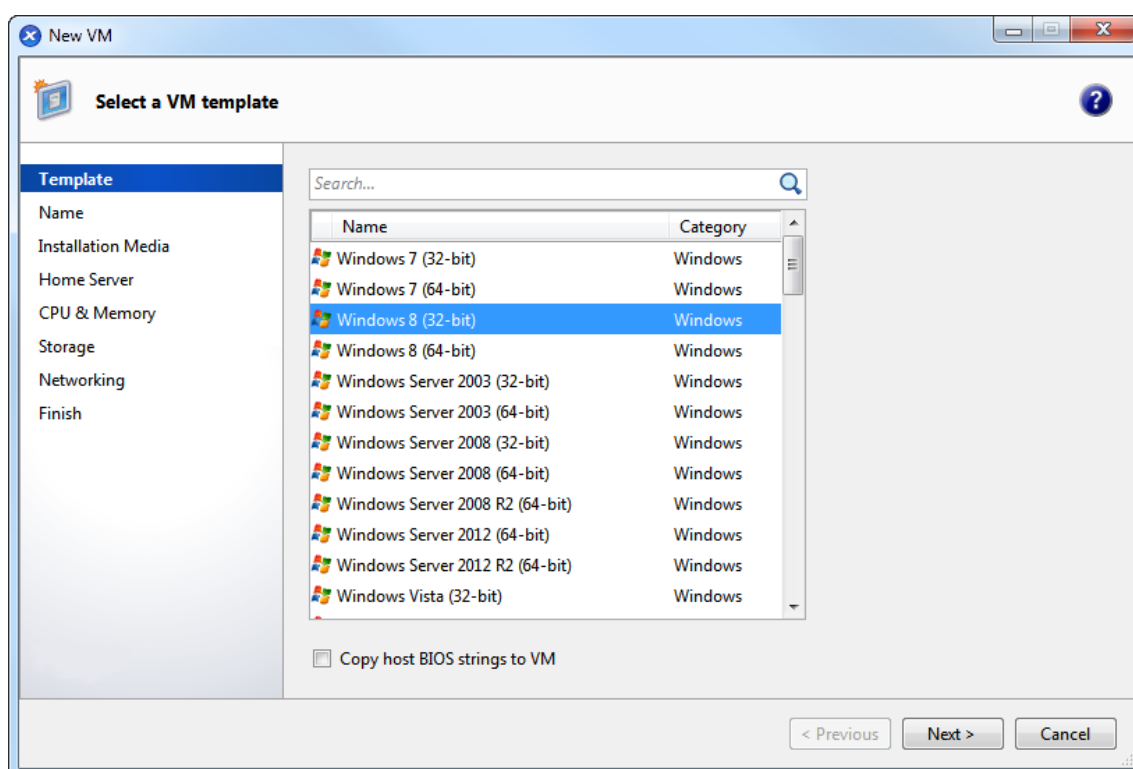 New VM
Select a VM template
Template
Name
Installation Media
Home Server
CPU & Memory
Storage
Networking
Finish
Search...
Name Category
Windows 7 (32-bit) Windows
Windows 7 (64-bit) Windows
Windows 8 (32-bit) Windows
Windows 8 (64-bit) Windows
Windows Server 2003 (32-bit) Windows
Windows Server 2003 (64-bit) Windows
Windows Server 2008 (32-bit) Windows
Windows Server 2008 (64-bit) Windows
Windows Server 2008 R2 (64-bit) Windows
Windows Server 2012 (64-bit) Windows
Windows Server 2012 R2 (64-bit) Windows
Windows Vista (32-bit) Windows
Copy host BIOS strings to VM
< Previous Next > Cancel